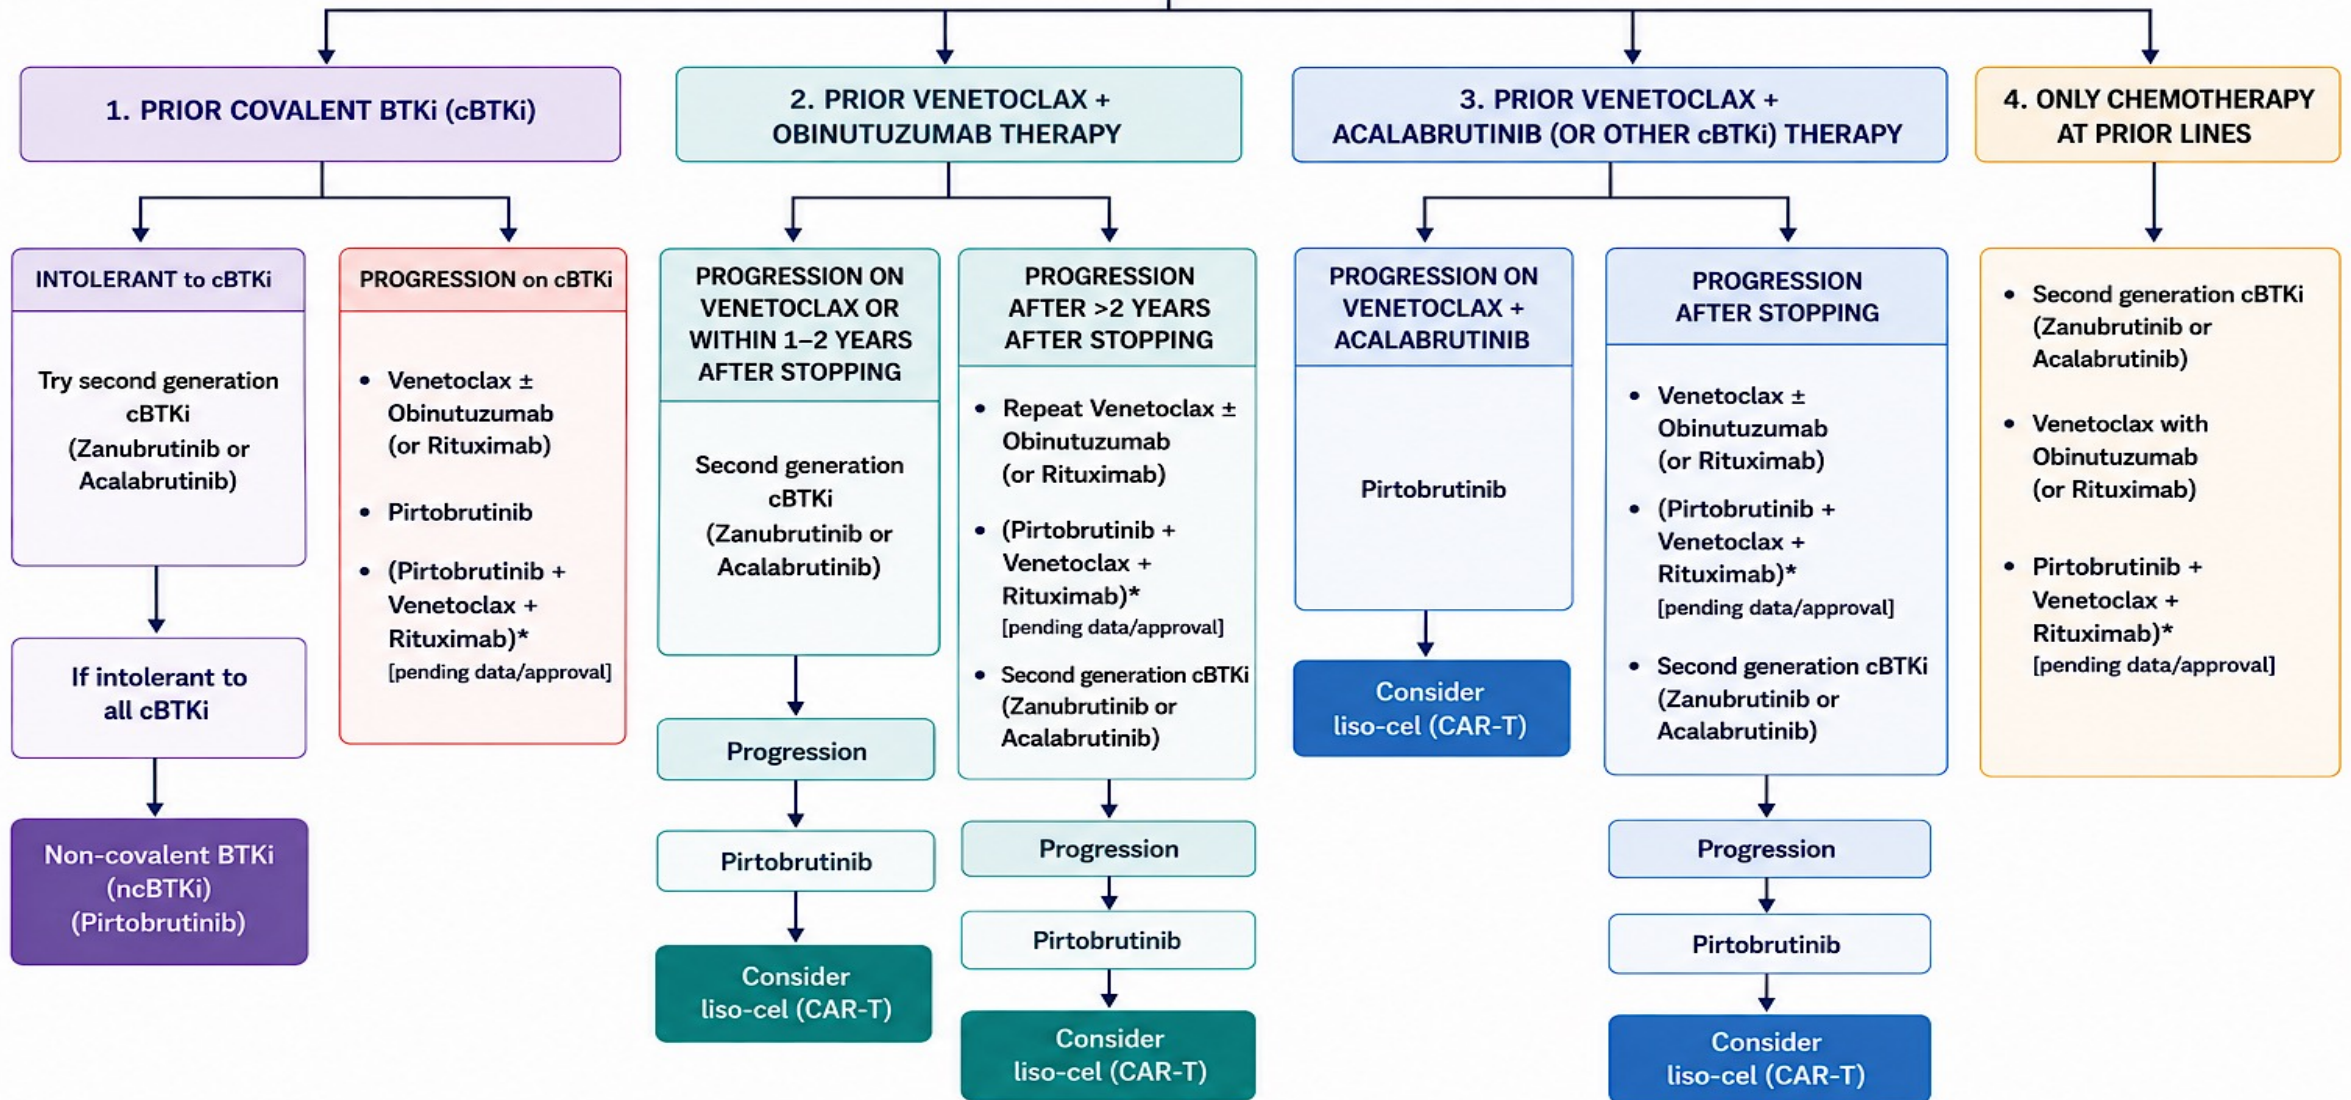 1. PRIOR COVALENT BTKi (cBTKi)
INTOLERANT to cBTKi
Try second generation
cBTKi
(Zanubrutinib or
Acalabrutinib)
If intolerant to
all cBTKi
Non-covalent BTKi
(ncBTKi)
(Pirtobrutinib)
PROGRESSION on cBTKi
• Venetoclax ±
Obinutuzumab
(or Rituximab)
• Pirtobrutinib
• (Pirtobrutinib +
Venetoclax +
Rituximab)*
[pending data/approval]
2. PRIOR VENETOCLAX +
OBINUTUZUMAB THERAPY
PROGRESSION ON
VENETOCLAX OR
WITHIN 1–2 YEARS
AFTER STOPPING
Second generation
cBTKi
(Zanubrutinib or
Acalabrutinib)
Progression
Pirtobrutinib
Consider
liso-cel (CAR-T)
PROGRESSION
AFTER >2 YEARS
AFTER STOPPING
• Repeat Venetoclax ±
Obinutuzumab
(or Rituximab)
• (Pirtobrutinib +
Venetoclax +
Rituximab)*
[pending data/approval]
• Second generation cBTKi
(Zanubrutinib or
Acalabrutinib)
Progression
Pirtobrutinib
Consider
liso-cel (CAR-T)
3. PRIOR VENETOCLAX +
ACALABRUTINIB (OR OTHER cBTKi) THERAPY
PROGRESSION ON
VENETOCLAX +
ACALABRUTINIB
Pirtobrutinib
Consider
liso-cel (CAR-T)
PROGRESSION
AFTER STOPPING
• Venetoclax ±
Obinutuzumab
(or Rituximab)
• (Pirtobrutinib +
Venetoclax +
Rituximab)*
[pending data/approval]
• Second generation cBTKi
(Zanubrutinib or
Acalabrutinib)
Progression
Pirtobrutinib
Consider
liso-cel (CAR-T)
4. ONLY CHEMOTHERAPY
AT PRIOR LINES
• Second generation cBTKi
(Zanubrutinib or
Acalabrutinib)
• Venetoclax with
Obinutuzumab
(or Rituximab)
• Pirtobrutinib +
Venetoclax +
Rituximab)*
[pending data/approval]